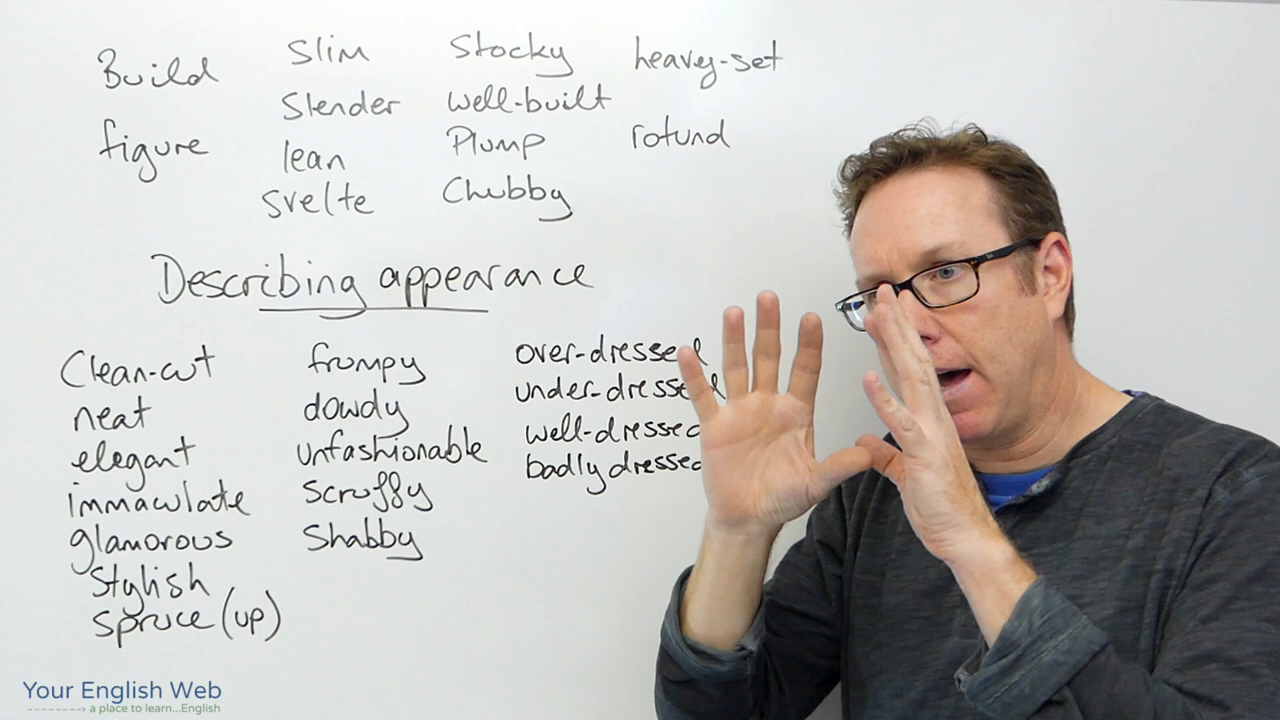 Build slim Stocky heavy-set
Slender well-built
figure lean Plump rotund
svelte Chubby
Describing appearance
Clean-cut frumpy over-dressed
neat dowdy under-dressed
elegant unfashionable well-dressed
immaculate scruffy badly dressed
glamorous Shabby
Stylish
spruce (up)
Your English Web
a place to learn...English